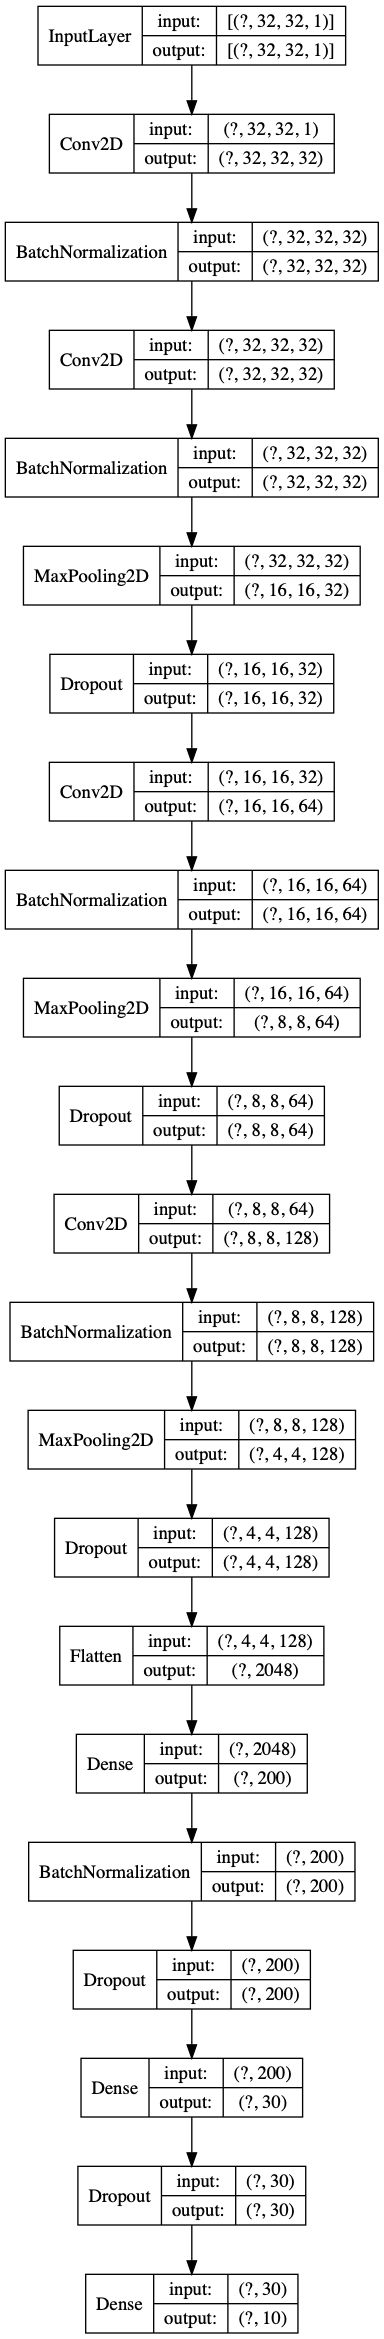 InputLayer input: [(?, 32, 32, 1)]
output: [(?, 32, 32, 1)]
Conv2D input: (?, 32, 32, 1)
output: (?, 32, 32, 32)
BatchNormalization input: (?, 32, 32, 32)
output: (?, 32, 32, 32)
Conv2D input: (?, 32, 32, 32)
output: (?, 32, 32, 32)
BatchNormalization input: (?, 32, 32, 32)
output: (?, 32, 32, 32)
MaxPooling2D input: (?, 32, 32, 32)
output: (?, 16, 16, 32)
Dropout input: (?, 16, 16, 32)
output: (?, 16, 16, 32)
Conv2D input: (?, 16, 16, 32)
output: (?, 16, 16, 64)
BatchNormalization input: (?, 16, 16, 64)
output: (?, 16, 16, 64)
MaxPooling2D input: (?, 16, 16, 64)
output: (?, 8, 8, 64)
Dropout input: (?, 8, 8, 64)
output: (?, 8, 8, 64)
Conv2D input: (?, 8, 8, 64)
output: (?, 8, 8, 128)
BatchNormalization input: (?, 8, 8, 128)
output: (?, 8, 8, 128)
MaxPooling2D input: (?, 8, 8, 128)
output: (?, 4, 4, 128)
Dropout input: (?, 4, 4, 128)
output: (?, 4, 4, 128)
Flatten input: (?, 4, 4, 128)
output: (?, 2048)
Dense input: (?, 2048)
output: (?, 200)
BatchNormalization input: (?, 200)
output: (?, 200)
Dropout input: (?, 200)
output: (?, 200)
Dense input: (?, 200)
output: (?, 30)
Dropout input: (?, 30)
output: (?, 30)
Dense input: (?, 30)
output: (?, 10)